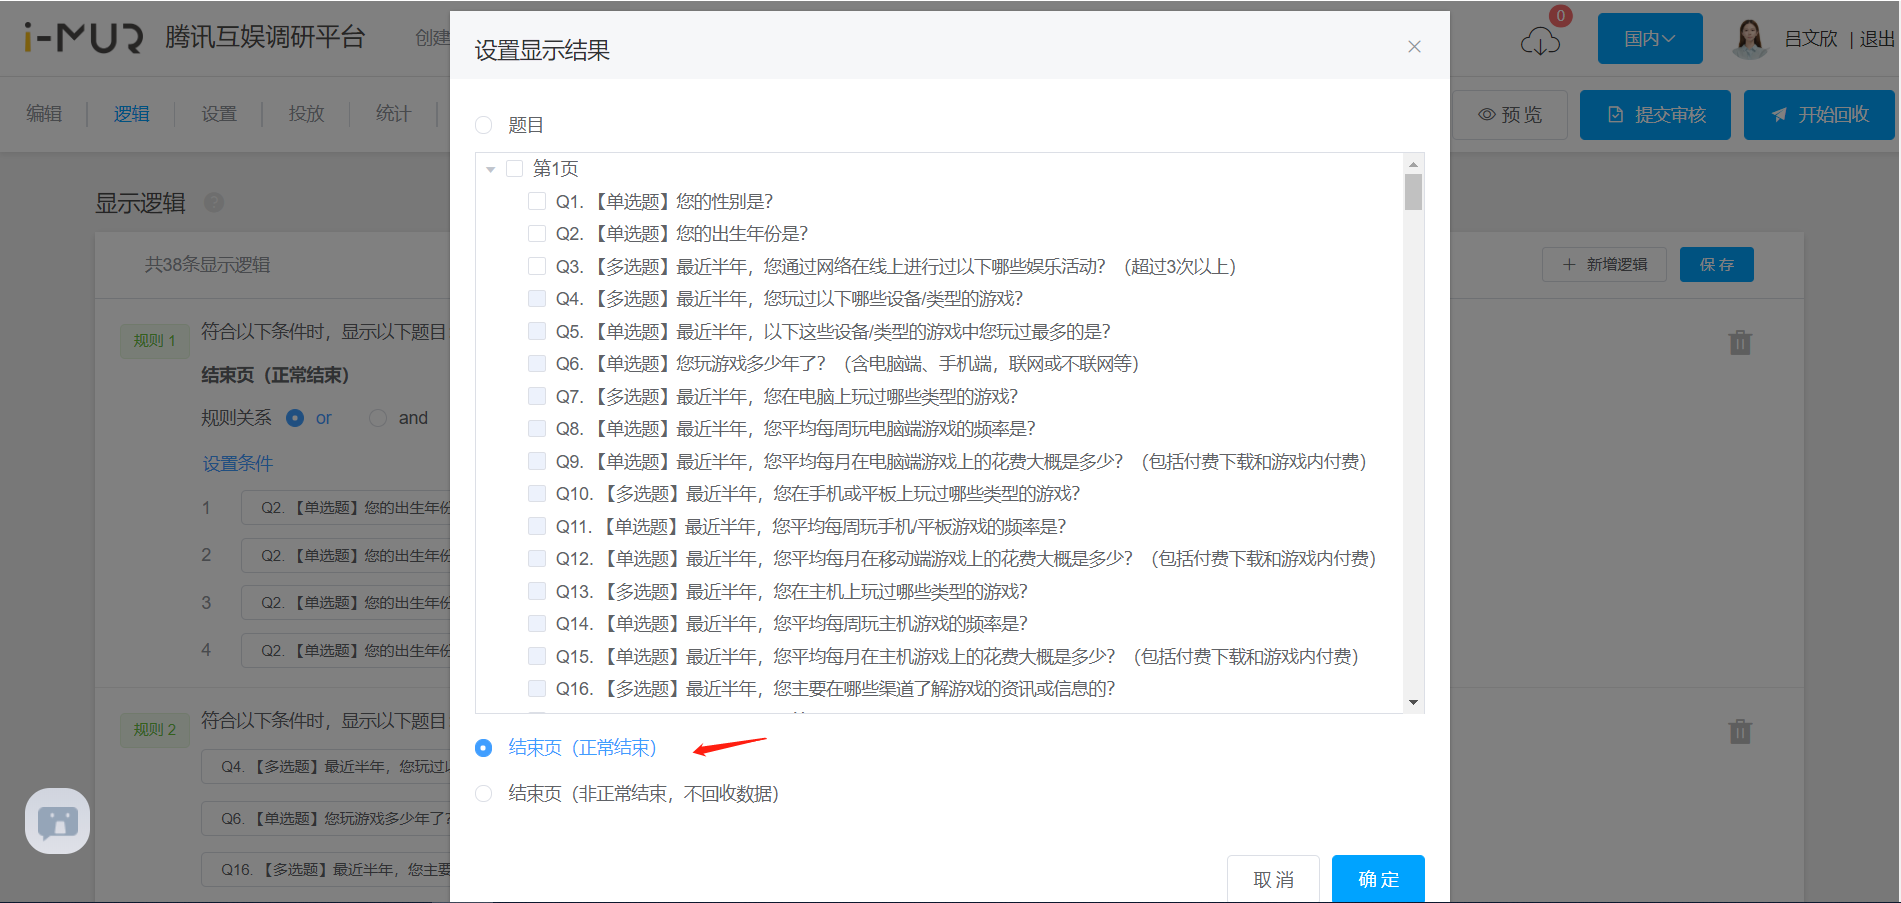 i-MUR 腾讯互娱调研平台 创建
0
国内
吕文欣 | 退出
编辑
逻辑
设置
投放
统计
预览
提交审核
开始回收
显示逻辑 ?
共38条显示逻辑
新增逻辑
保存
规则 1
符合以下条件时，显示以下题目
结束页（正常结束）
规则关系 or and
设置条件
1 Q2. 【单选题】您的出生年份
2 Q2. 【单选题】您的出生年份
3 Q2. 【单选题】您的出生年份
4 Q2. 【单选题】您的出生年份
规则 2
符合以下条件时，显示以下题目
Q4. 【多选题】最近半年，您玩过以
Q6. 【单选题】您玩游戏多少年了？
Q16. 【多选题】最近半年，您主要
设置显示结果
题目
第1页
Q1. 【单选题】您的性别是？
Q2. 【单选题】您的出生年份是？
Q3. 【多选题】最近半年，您通过网络在线上进行过以下哪些娱乐活动？（超过3次以上）
Q4. 【多选题】最近半年，您玩过以下哪些设备/类型的游戏？
Q5. 【单选题】最近半年，以下这些设备/类型的游戏中您玩过最多的是？
Q6. 【单选题】您玩游戏多少年了？（含电脑端、手机端，联网或不联网等）
Q7. 【多选题】最近半年，您在电脑上玩过哪些类型的游戏？
Q8. 【单选题】最近半年，您平均每周玩电脑端游戏的频率是？
Q9. 【单选题】最近半年，您平均每月在电脑端游戏上的花费大概是多少？（包括付费下载和游戏内付费）
Q10. 【多选题】最近半年，您在手机或平板上玩过哪些类型的游戏？
Q11. 【单选题】最近半年，您平均每周玩手机/平板游戏的频率是？
Q12. 【单选题】最近半年，您平均每月在移动端游戏上的花费大概是多少？（包括付费下载和游戏内付费）
Q13. 【多选题】最近半年，您在主机上玩过哪些类型的游戏？
Q14. 【单选题】最近半年，您平均每周玩主机游戏的频率是？
Q15. 【单选题】最近半年，您平均每月在主机游戏上的花费大概是多少？（包括付费下载和游戏内付费）
Q16. 【多选题】最近半年，您主要在哪些渠道了解游戏的资讯或信息的？
结束页（正常结束）
结束页（非正常结束，不回收数据）
取消
确定